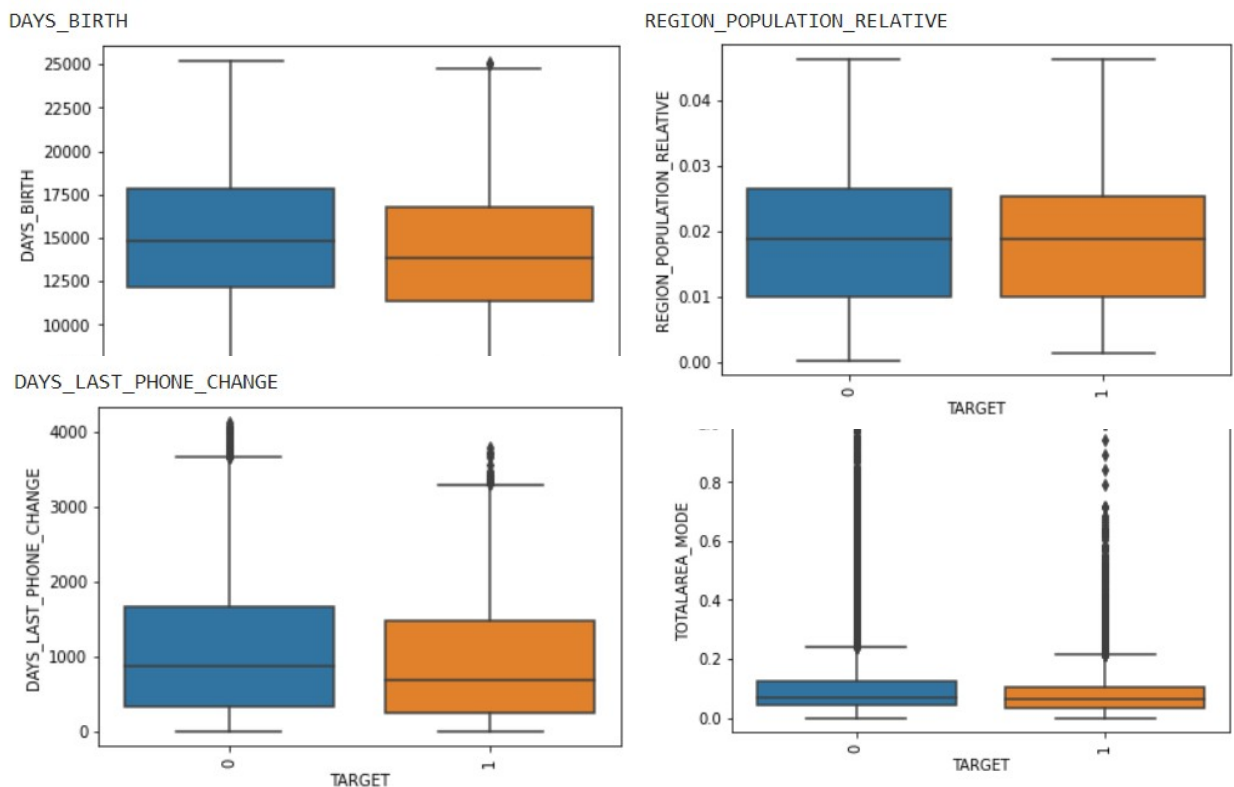 DAYS_BIRTH
25000
22500
20000
17500
15000
12500
10000
DAYS_BIRTH
REGION_POPULATION_RELATIVE
0.04
0.03
0.02
0.01
0.00
REGION_POPULATION_RELATIVE
0
1
TARGET
DAYS_LAST_PHONE_CHANGE
4000
3000
2000
1000
0
DAYS_LAST_PHONE_CHANGE
0
1
TARGET
0.8
0.6
0.4
0.2
0.0
TOTALAREA_MODE
0
1
TARGET